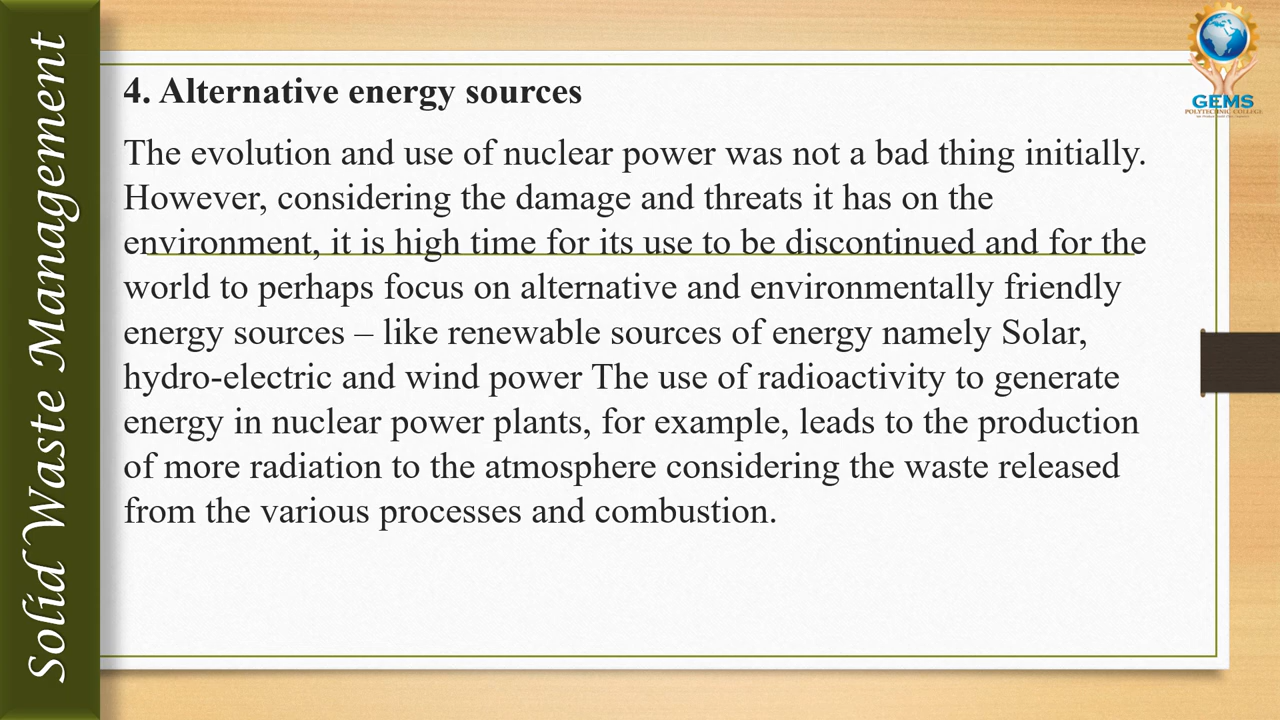 Solid Waste Management
GEMS
POLYTECHNIC COLLEGE
4. Alternative energy sources
The evolution and use of nuclear power was not a bad thing initially.
However, considering the damage and threats it has on the
environment, it is high time for its use to be discontinued and for the
world to perhaps focus on alternative and environmentally friendly
energy sources – like renewable sources of energy namely Solar,
hydro-electric and wind power The use of radioactivity to generate
energy in nuclear power plants, for example, leads to the production
of more radiation to the atmosphere considering the waste released
from the various processes and combustion.